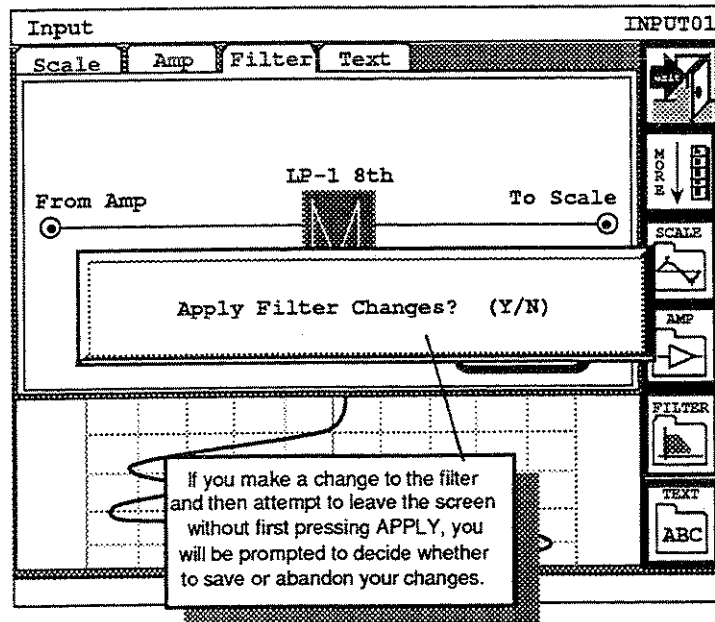 Input
INPUT01
Scale
Amp
Filter
Text
LP-1 8th
From Amp
To Scale
MORE
SCALE
Apply Filter Changes? (Y/N)
AMP
FILTER
TEXT
ABC
If you make a change to the filter
and then attempt to leave the screen
without first pressing APPLY, you
will be prompted to decide whether
to save or abandon your changes.